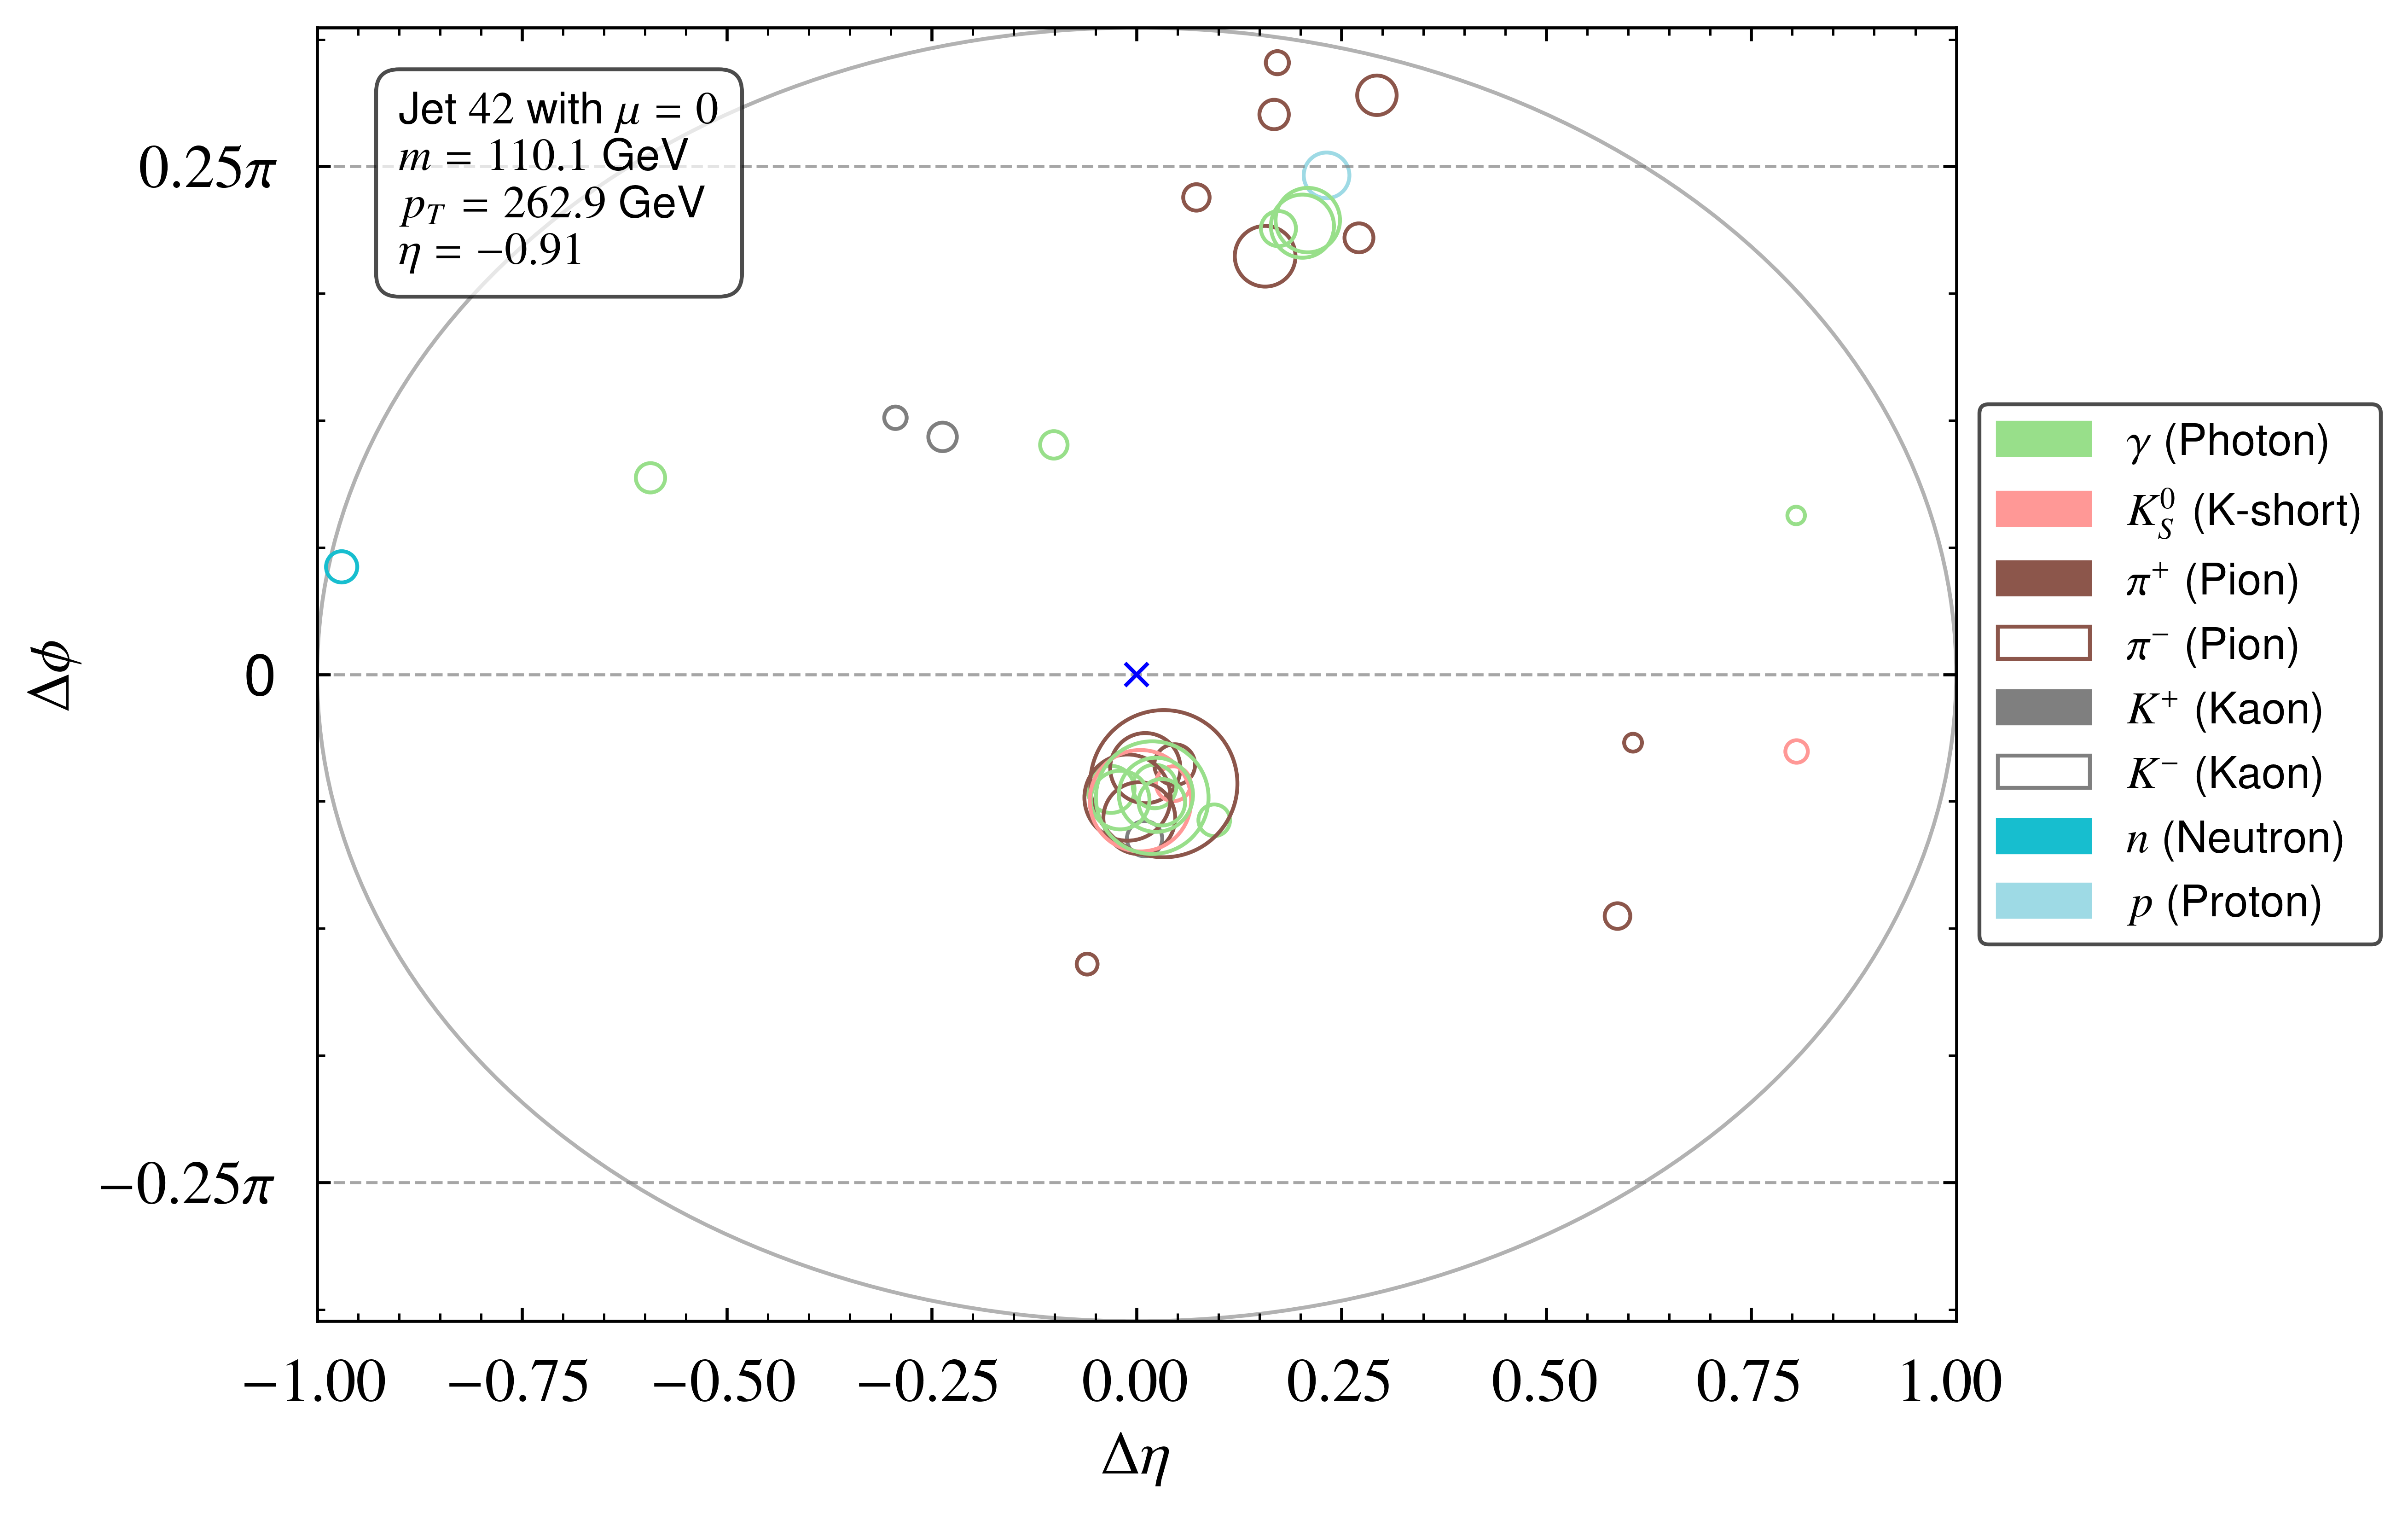 Jet 42 with μ = 0
m = 110.1 GeV
p_T = 262.9 GeV
η = −0.91
0.25π
0
−0.25π
Δϕ
−1.00 −0.75 −0.50 −0.25 0.00 0.25 0.50 0.75 1.00
Δη
γ (Photon)
K_S^0 (K-short)
π^+ (Pion)
π^− (Pion)
K^+ (Kaon)
K^− (Kaon)
n (Neutron)
p (Proton)